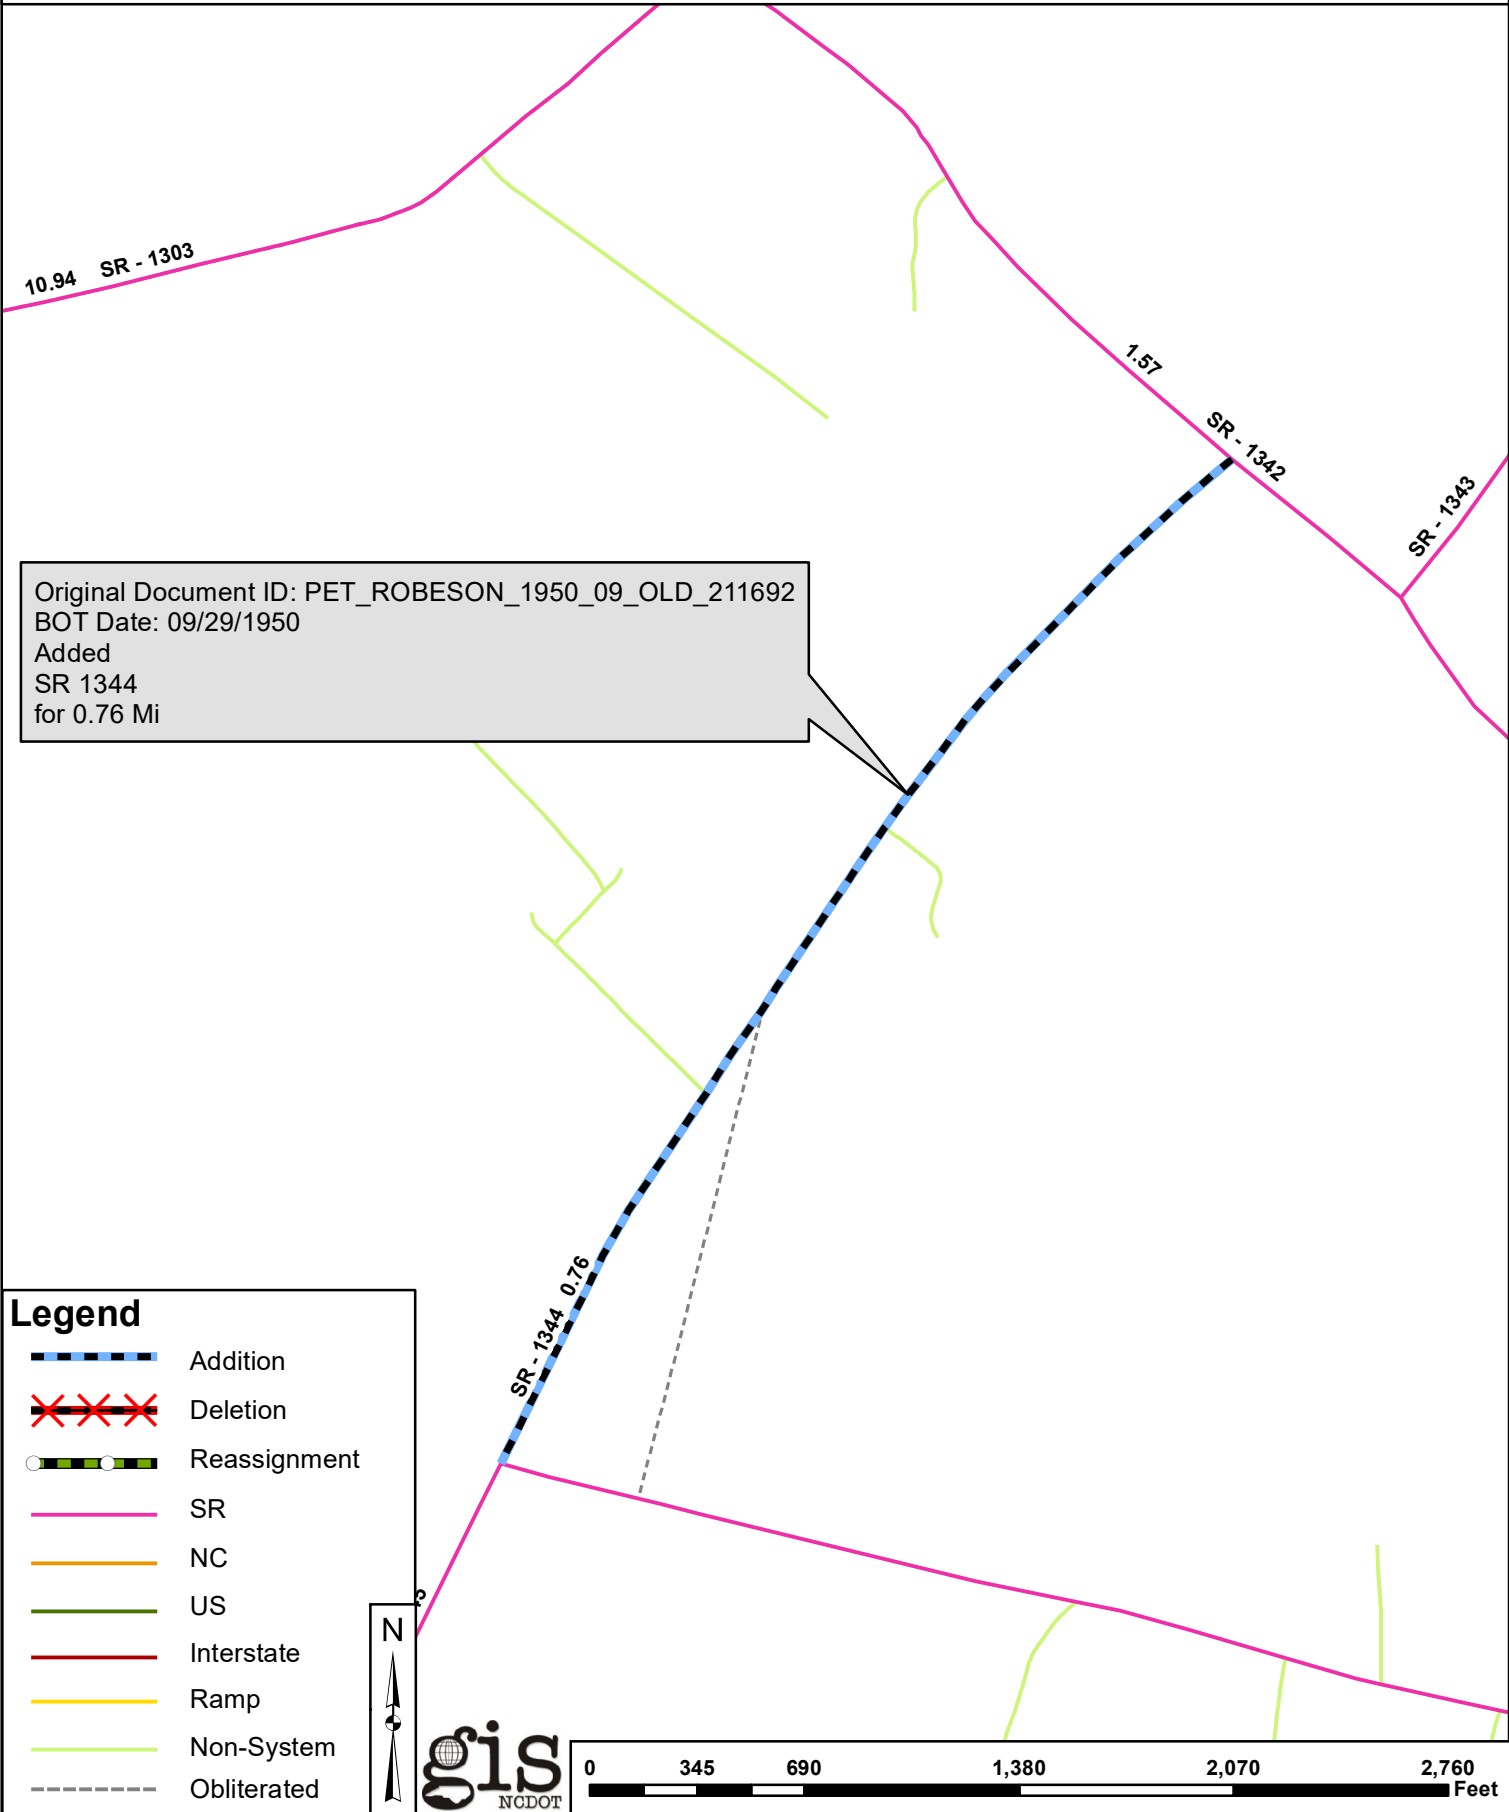 10.94 SR - 1303
1.57
SR - 1342
SR - 1343
Original Document ID: PET_ROBESON_1950_09_OLD_211692
BOT Date: 09/29/1950
Added
SR 1344
for 0.76 Mi
SR - 1344 0.76
Legend
Addition
Deletion
Reassignment
SR
NC
US
Interstate
Ramp
Non-System
Obliterated
N
gis
NCDOT
0 345 690 1,380 2,070 2,760
Feet